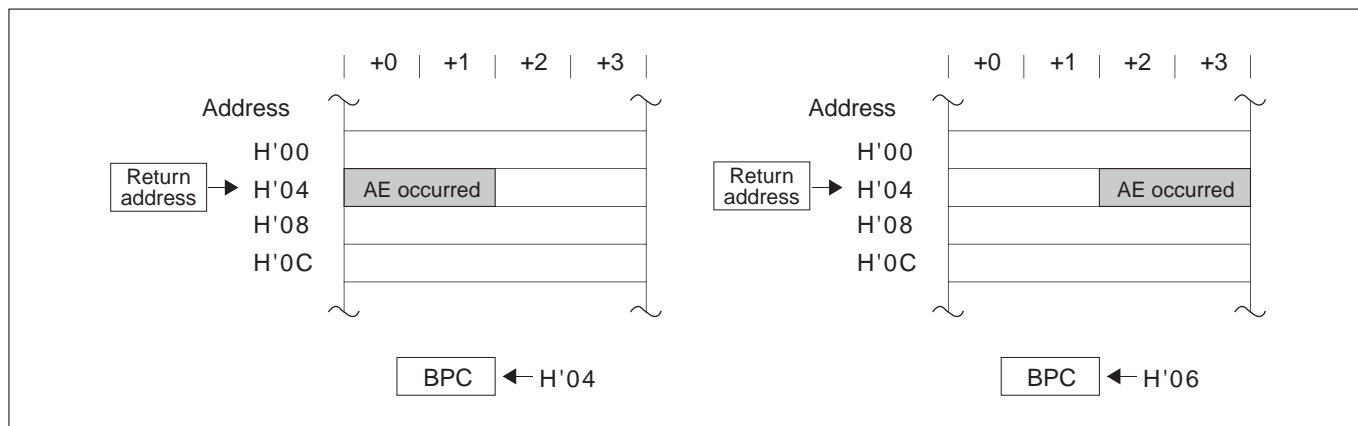 +0 +1 +2 +3
Address
H'00
Return address
H'04
AE occurred
H'08
H'0C
BPC
H'04
+0 +1 +2 +3
Address
H'00
Return address
H'04
AE occurred
H'08
H'0C
BPC
H'06